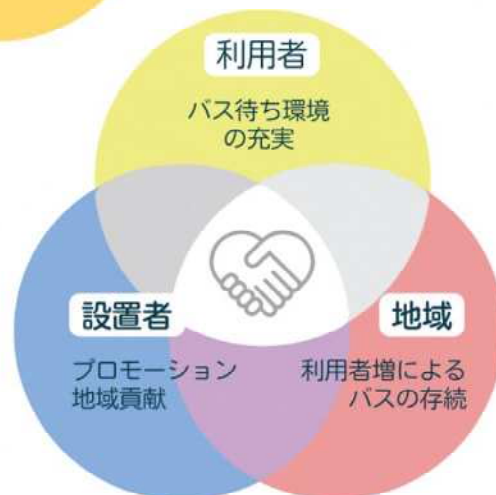 利用者
バス待ち環境
の充実
設置者
プロモーション
地域貢献
地域
利用者増による
バスの存続